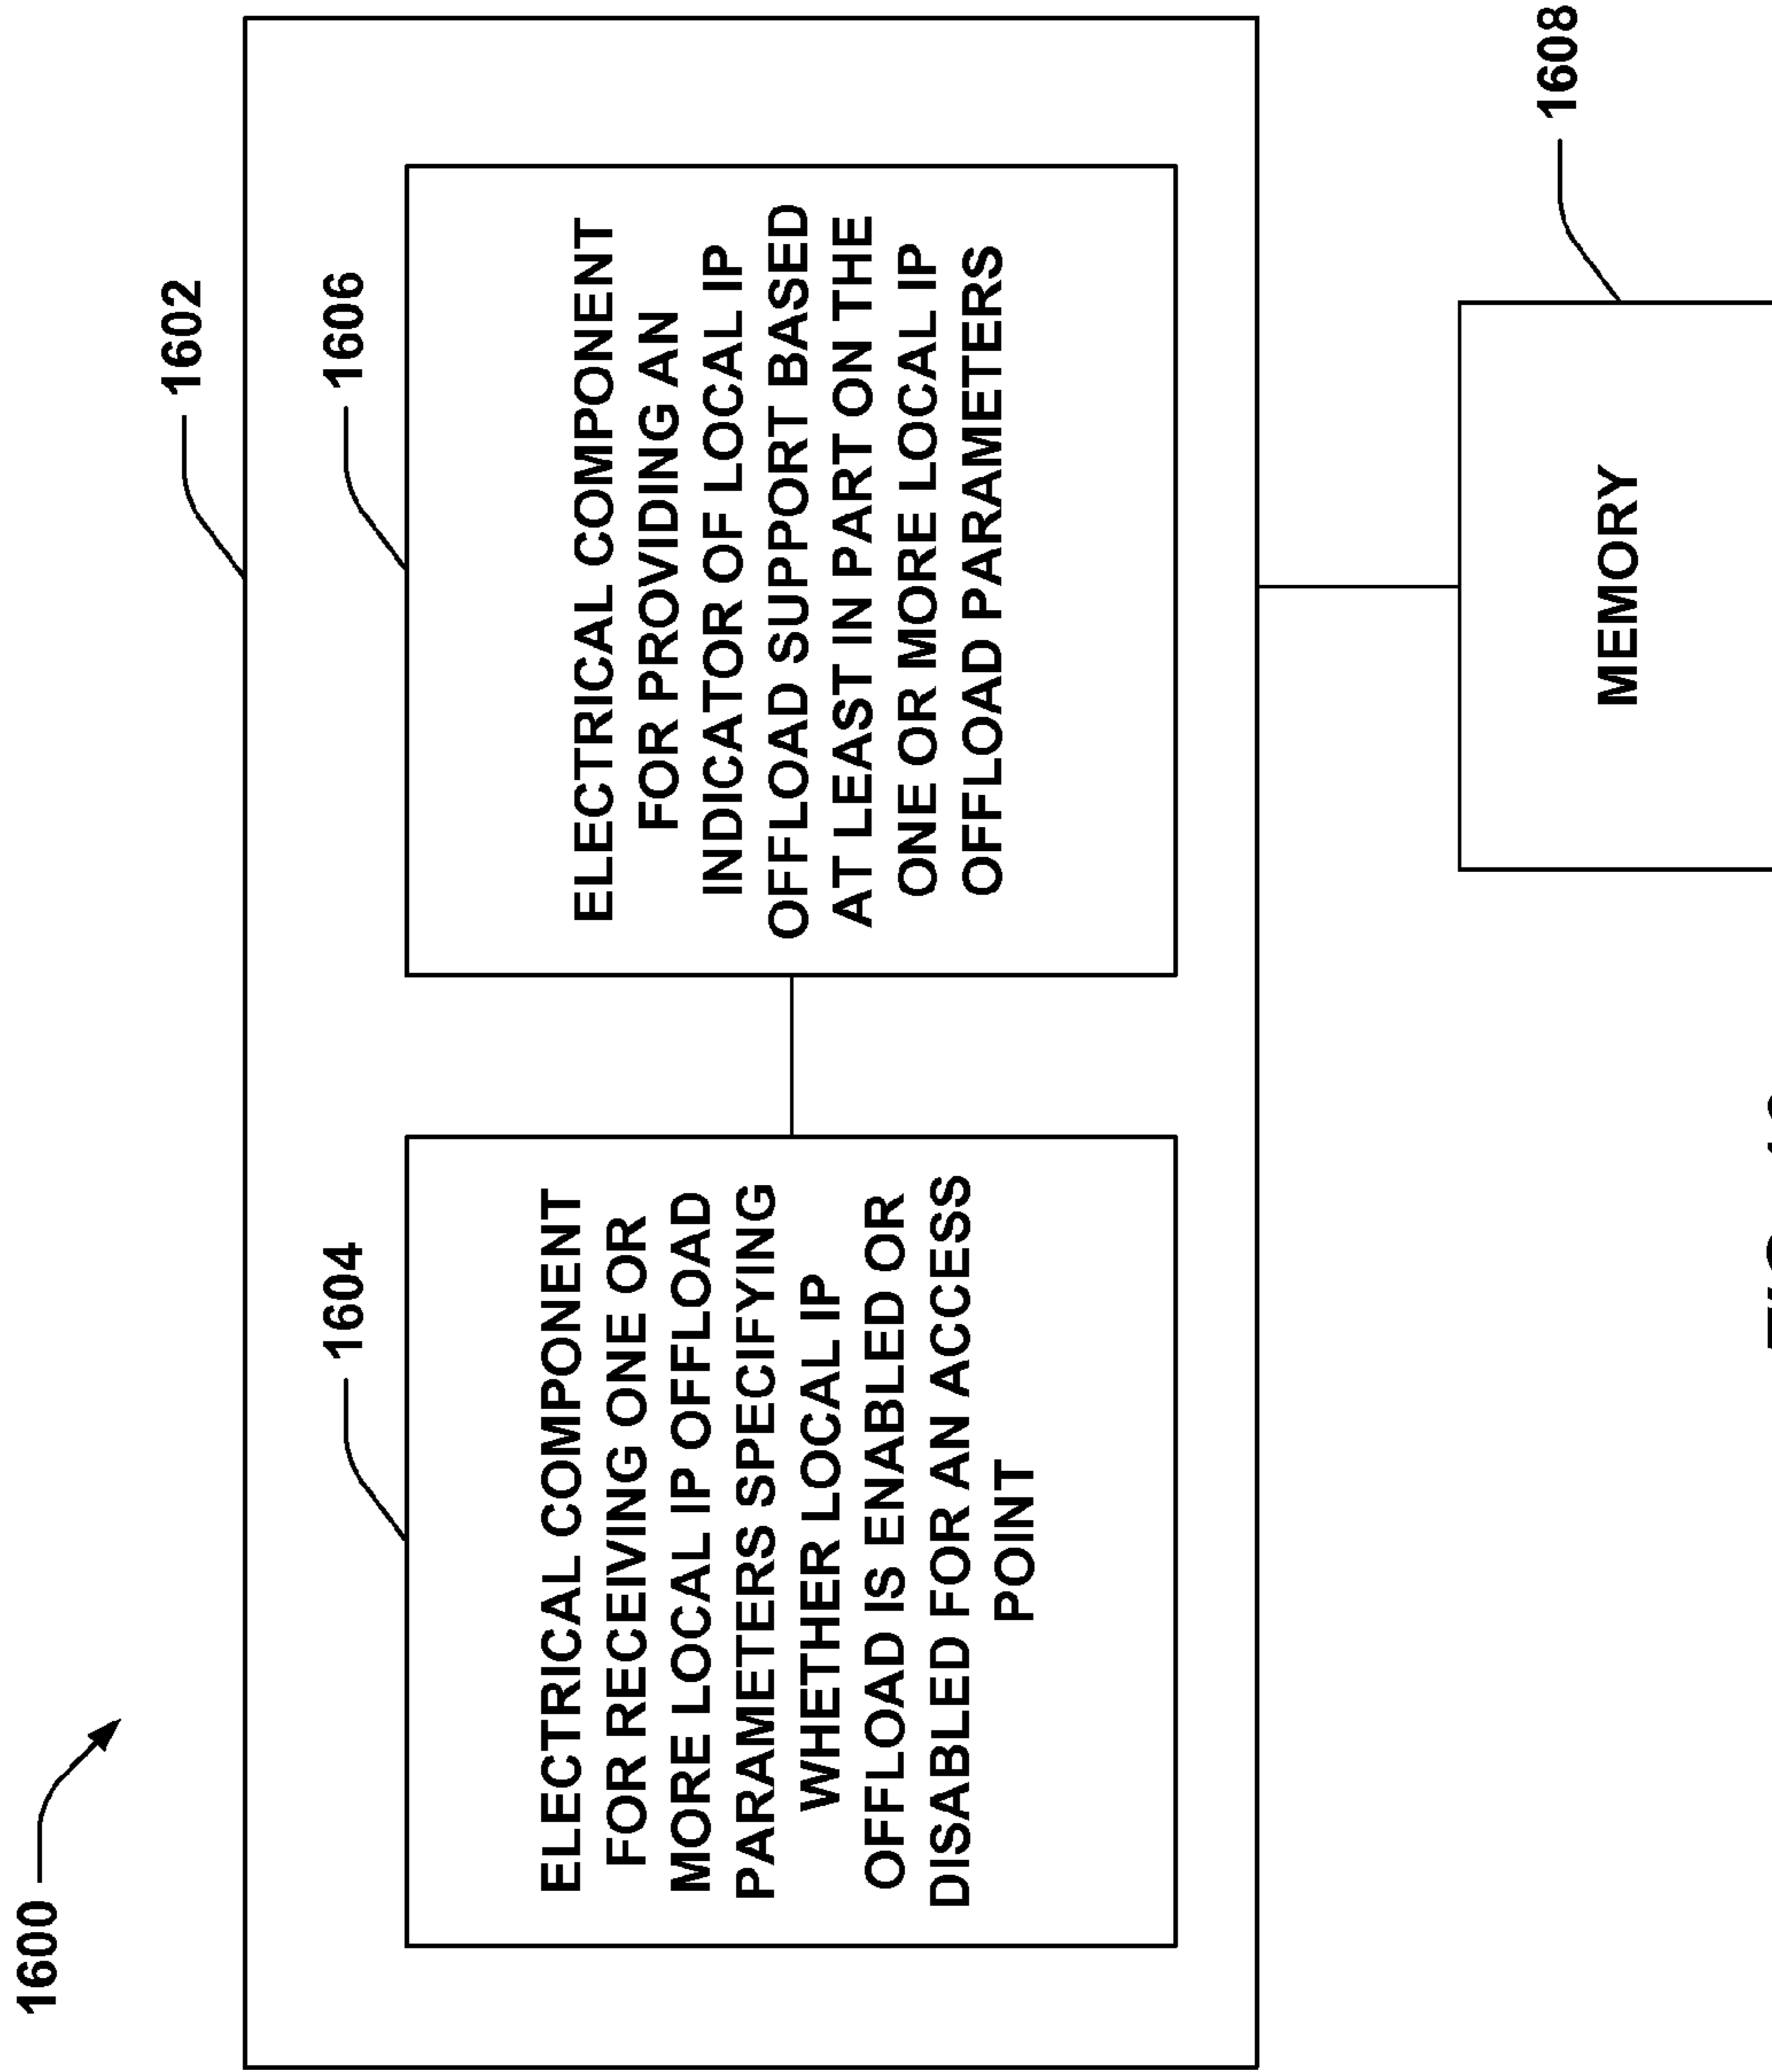 1600
1602
1604
ELECTRICAL COMPONENT
FOR RECEIVING ONE OR
MORE LOCAL IP OFFLOAD
PARAMETERS SPECIFYING
WHETHER LOCAL IP
OFFLOAD IS ENABLED OR
DISABLED FOR AN ACCESS
POINT
1606
ELECTRICAL COMPONENT
FOR PROVIDING AN
INDICATOR OF LOCAL IP
OFFLOAD SUPPORT BASED
AT LEAST IN PART ON THE
ONE OR MORE LOCAL IP
OFFLOAD PARAMETERS
1608
MEMORY